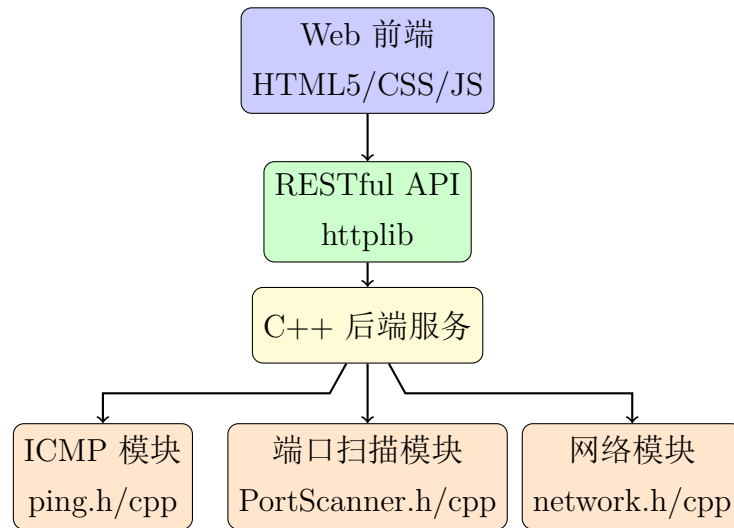 Web 前端
HTML5/CSS/JS
RESTful API
httplib
C++ 后端服务
ICMP 模块
ping.h/cpp
端口扫描模块
PortScanner.h/cpp
网络模块
network.h/cpp